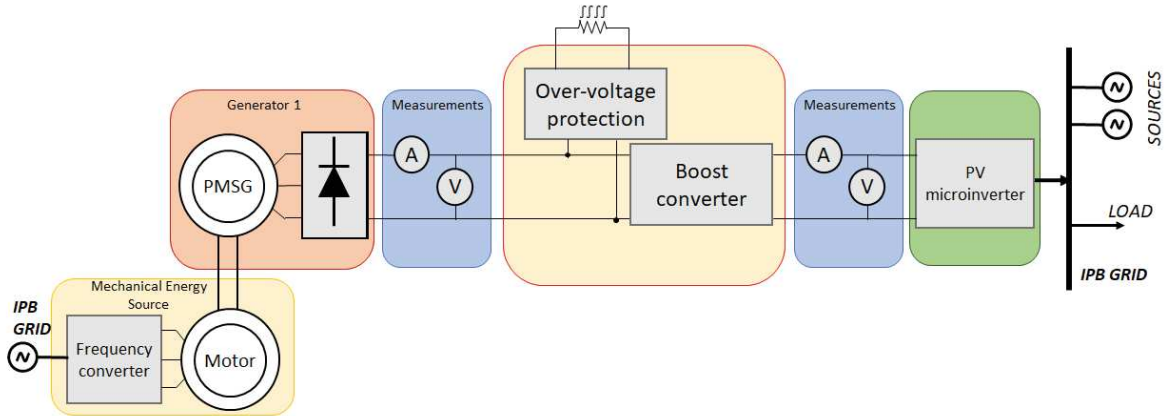 Generator 1
PMSG
Measurements
A
V
Over-voltage
protection
Boost
converter
Measurements
A
V
PV
microinverter
SOURCES
LOAD
IPB GRID
Mechanical Energy
Source
IPB
GRID
Frequency
converter
Motor